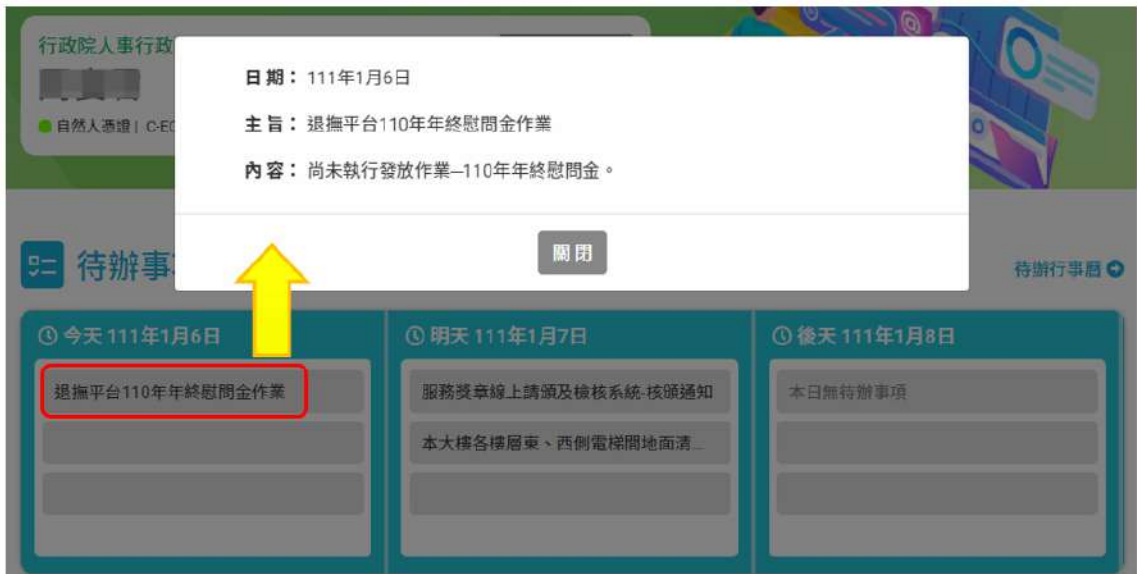 行政院人事行政
自然人憑證 | C-EC
日期：111年1月6日
主旨：退撫平台110年年終慰問金作業
內容：尚未執行發放作業—110年年終慰問金。
關閉
待辦事
待辦行事曆
今天 111年1月6日
退撫平台110年年終慰問金作業
明天 111年1月7日
服務獎章線上請頒及檢核系統-核頒通知
本大樓各樓層東、西側電梯間地面清...
後天 111年1月8日
本日無待辦事項